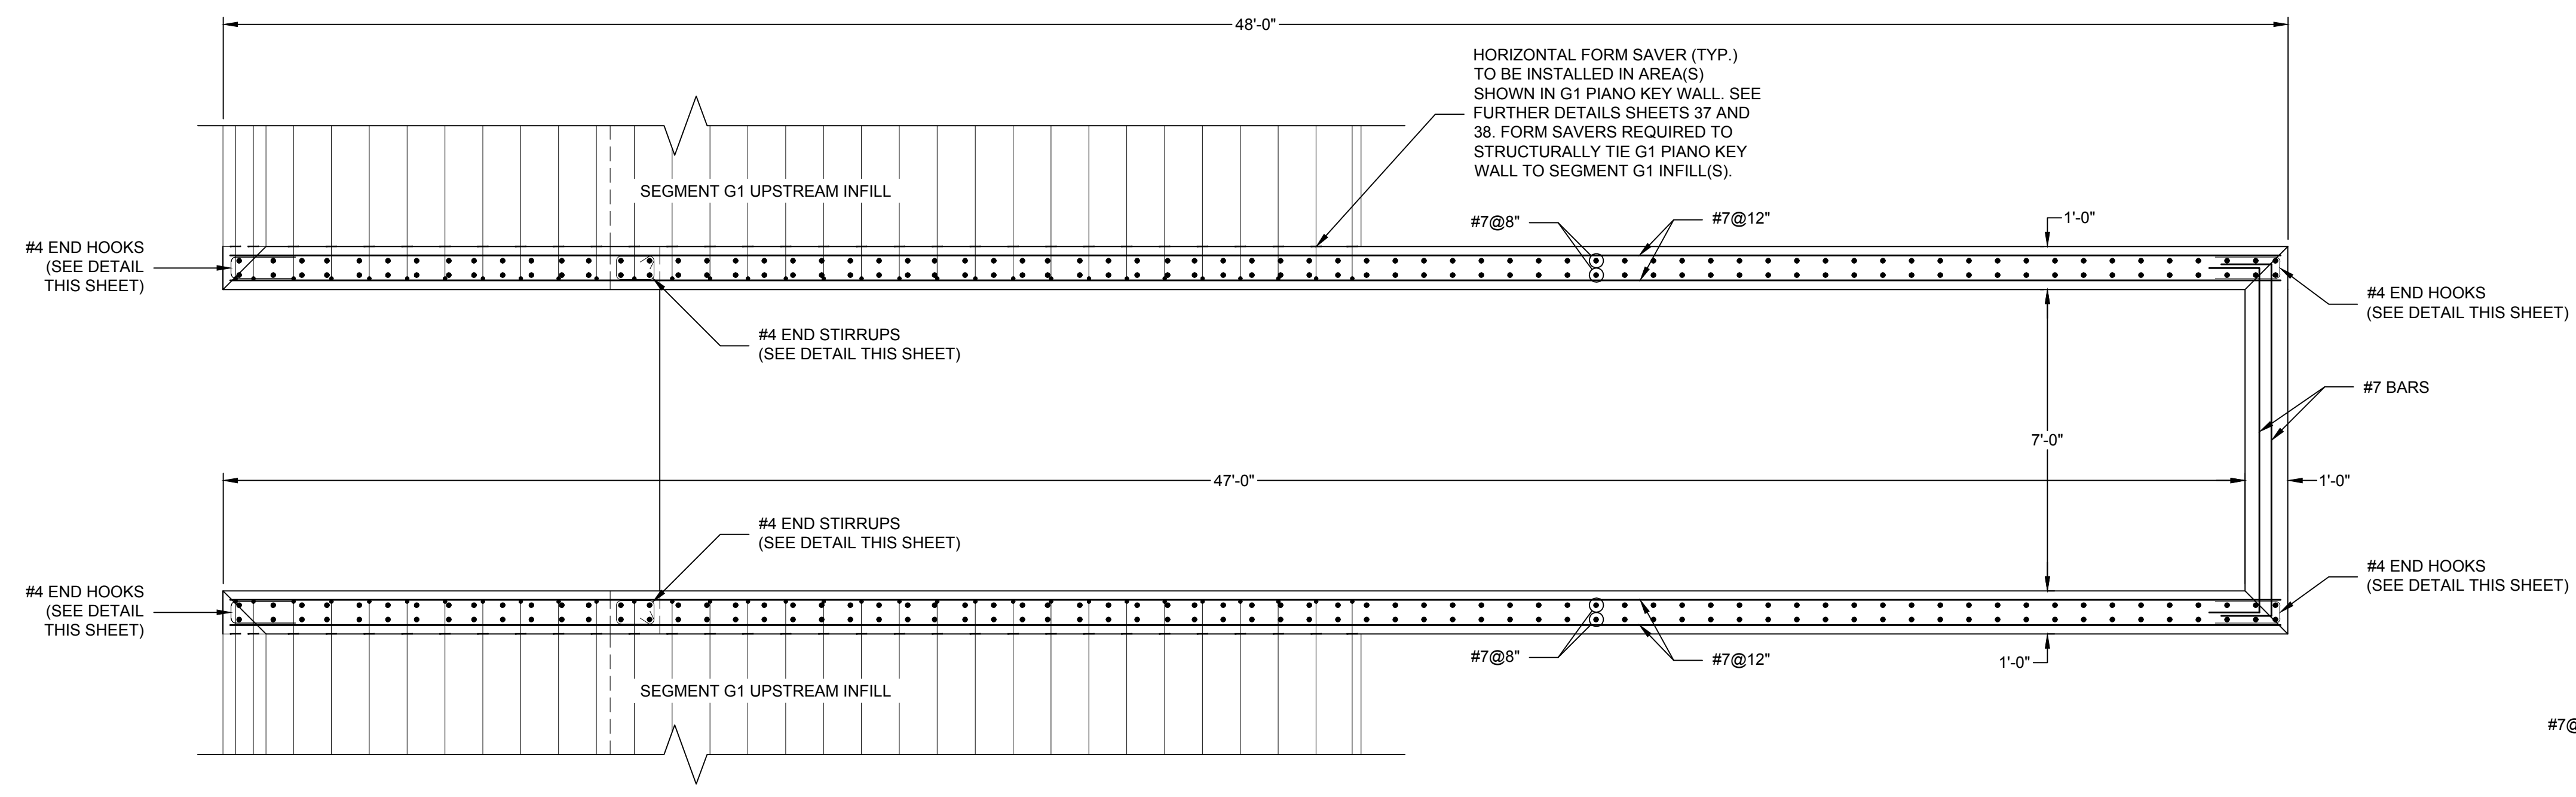 48'-0"
HORIZONTAL FORM SAVER (TYP.)
TO BE INSTALLED IN AREA(S)
SHOWN IN G1 PIANO KEY WALL. SEE
FURTHER DETAILS SHEETS 37 AND
38. FORM SAVERS REQUIRED TO
STRUCTURALLY TIE G1 PIANO KEY
WALL TO SEGMENT G1 INFILL(S).
SEGMENT G1 UPSTREAM INFILL
#7@8"
#7@12"
1'-0"
#4 END HOOKS
(SEE DETAIL
THIS SHEET)
#4 END HOOKS
(SEE DETAIL THIS SHEET)
#4 END STIRRUPS
(SEE DETAIL THIS SHEET)
#7 BARS
7'-0"
47'-0"
1'-0"
#4 END STIRRUPS
(SEE DETAIL THIS SHEET)
#4 END HOOKS
(SEE DETAIL
THIS SHEET)
#4 END HOOKS
(SEE DETAIL THIS SHEET)
#7@8"
#7@12"
1'-0"
SEGMENT G1 UPSTREAM INFILL